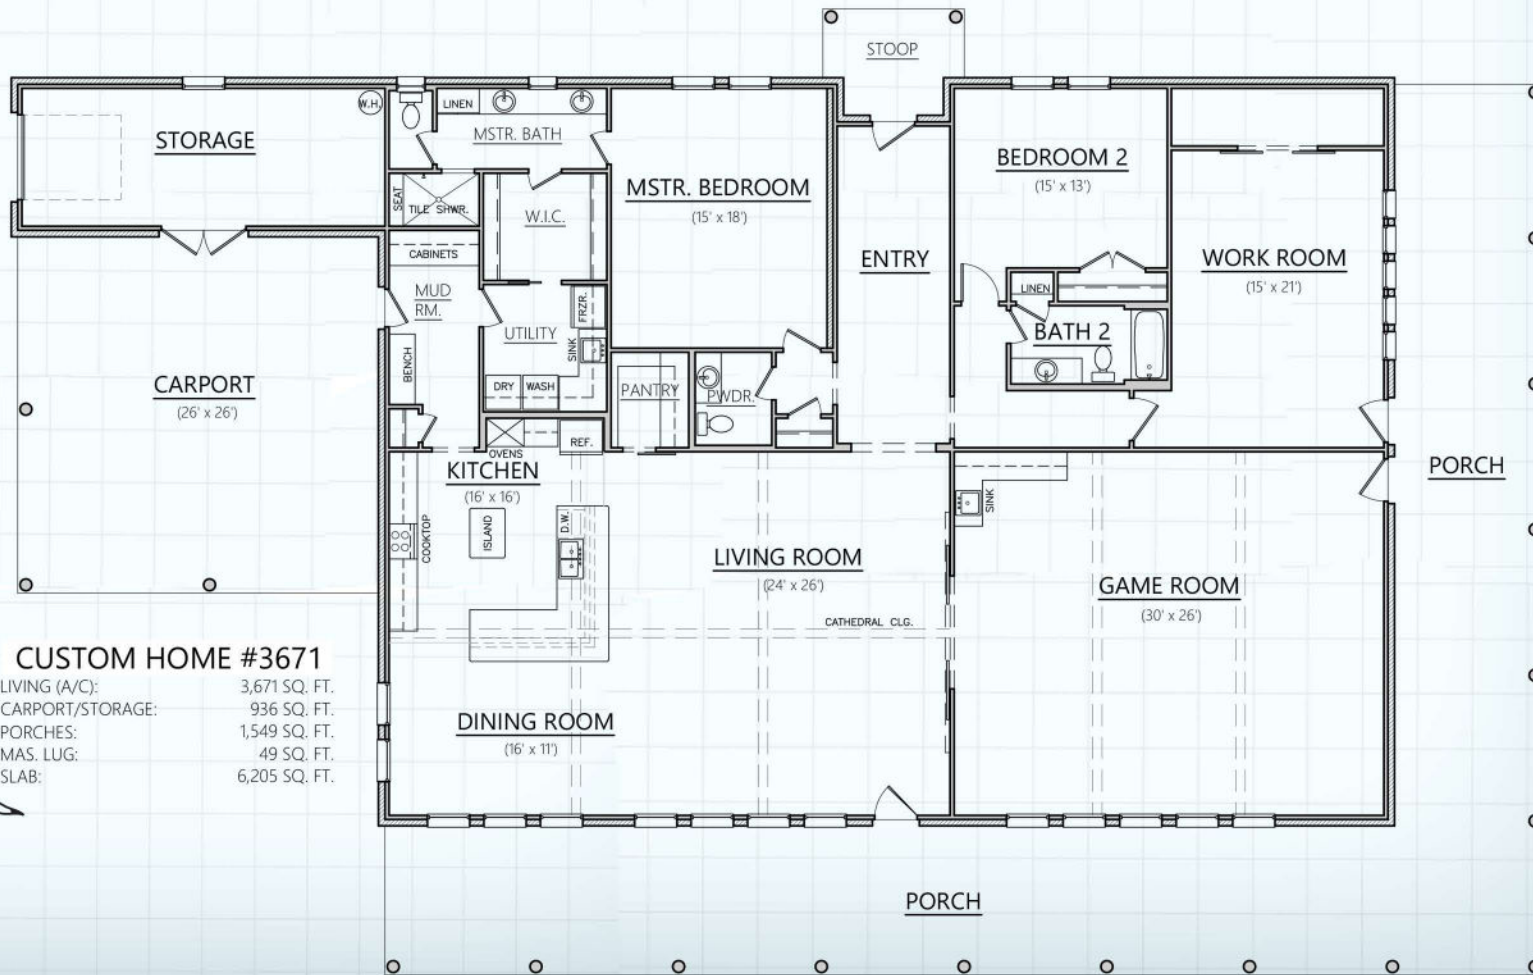 STOOP
W.H.
LINEN
STORAGE
MSTR. BATH
BEDROOM 2
(15' x 13')
SEAT
TILE SHWR.
MSTR. BEDROOM
(15' x 18')
W.I.C.
CABINETS
ENTRY
WORK ROOM
(15' x 21')
MUD
RM.
FRZR.
LINEN
UTILITY
SINK
BATH 2
BENCH
CARPORT
(26' x 26')
DRY
WASH
PANTRY
PWDR.
REF.
OVENS
KITCHEN
(16' x 16')
PORCH
COOKTOP
ISLAND
D.W.
SINK
LIVING ROOM
(24' x 26')
GAME ROOM
(30' x 26')
CATHEDRAL CLG.
DINING ROOM
(16' x 11')
CUSTOM HOME #3671
LIVING (A/C): 3,671 SQ. FT.
CARPORT/STORAGE: 936 SQ. FT.
PORCHES: 1,549 SQ. FT.
MAS. LUG: 49 SQ. FT.
SLAB: 6,205 SQ. FT.
PORCH